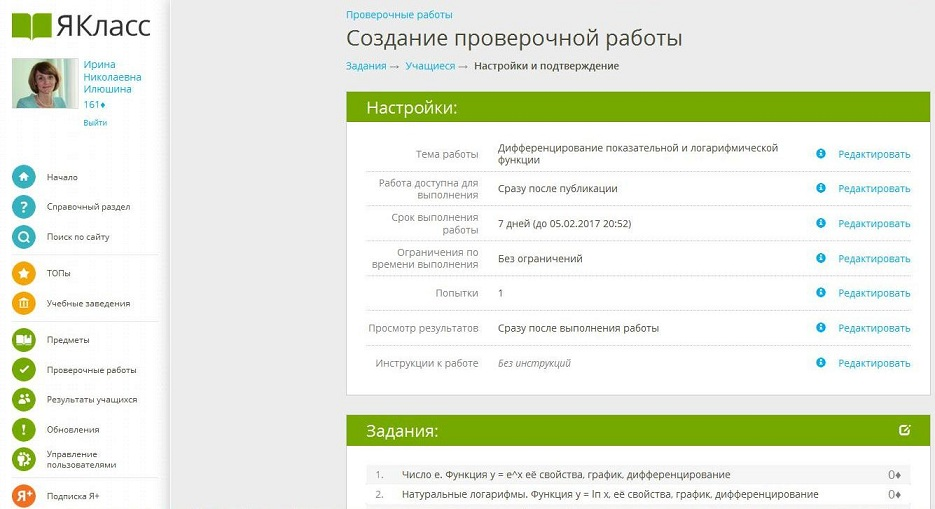 ЯКласс
Ирина
Николаевна
Илюшина
161♦
Выйти
Начало
Справочный раздел
Поиск по сайту
ТОПы
Учебные заведения
Предметы
Проверочные работы
Результаты учащихся
Обновления
Управление
пользователями
Я+ Подписка Я+
Проверочные работы
Создание проверочной работы
Задания → Учащиеся → Настройки и подтверждение
Настройки:
Тема работы Дифференцирование показательной и логарифмической
функции Редактировать
Работа доступна для
выполнения Сразу после публикации Редактировать
Срок выполнения
работы 7 дней (до 05.02.2017 20:52) Редактировать
Ограничения по
времени выполнения Без ограничений Редактировать
Попытки 1 Редактировать
Просмотр результатов Сразу после выполнения работы Редактировать
Инструкции к работе Без инструкций Редактировать
Задания:
1. Число e. Функция y = e^x её свойства, график, дифференцирование 0♦
2. Натуральные логарифмы. Функция y = ln x, её свойства, график, дифференцирование 0♦